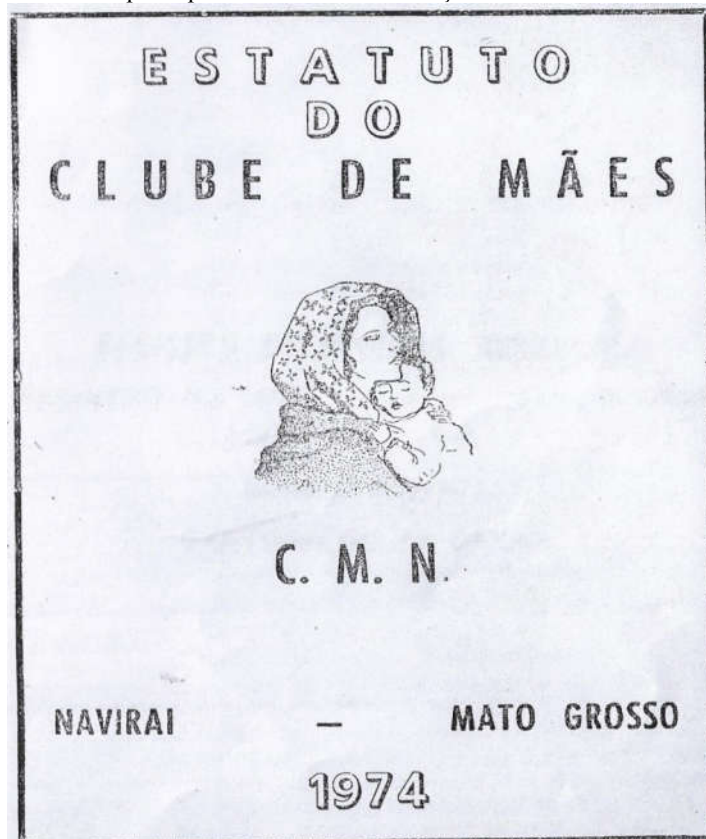 ESTATUTO
DO
CLUBE DE MÃES
C. M. N.
NAVIRAI — MATO GROSSO
1974